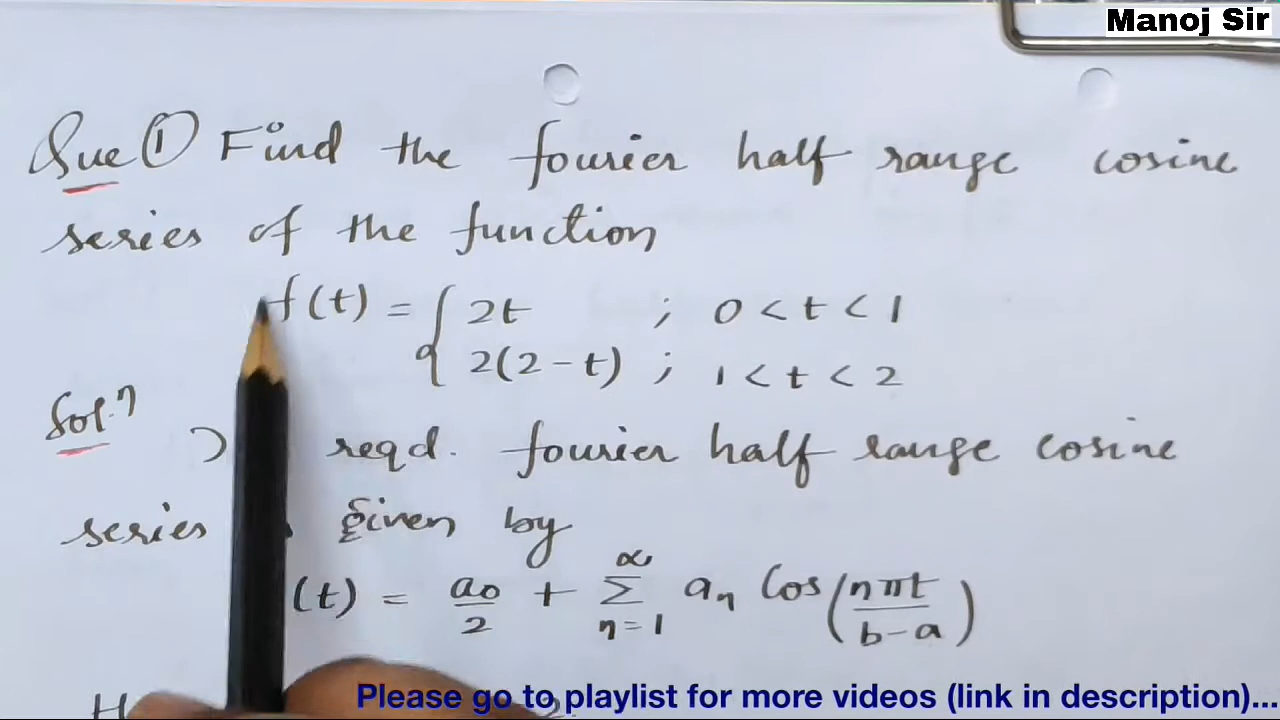 Manoj Sir
Que ① Find the fourier half range cosine
series of the function
f(t) = { 2t ; 0 < t < 1
2(2-t) ; 1 < t < 2
Sol.n
reqd. fourier half range cosine
series given by
(t) = a0/2 + ∞ Σ n=1 an Cos (nπt / b-a)
Please go to playlist for more videos (link in description)...